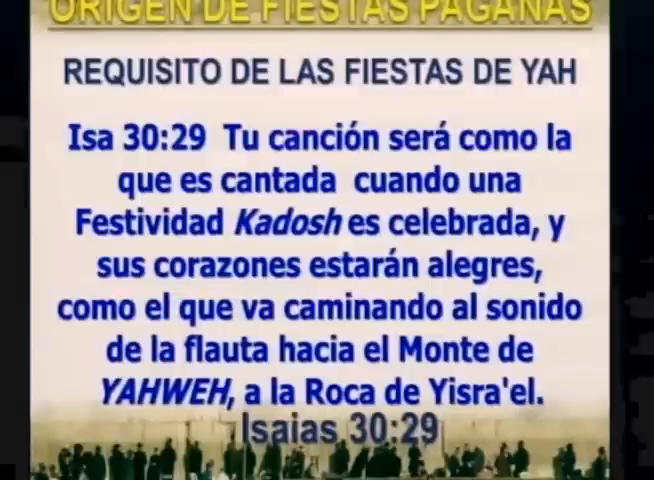 ORIGEN DE FIESTAS PAGANAS
REQUISITO DE LAS FIESTAS DE YAH
Isa 30:29 Tu canción será como la
que es cantada cuando una
Festividad Kadosh es celebrada, y
sus corazones estarán alegres,
como el que va caminando al sonido
de la flauta hacia el Monte de
YAHWEH, a la Roca de Yisra'el.
Isaias 30:29